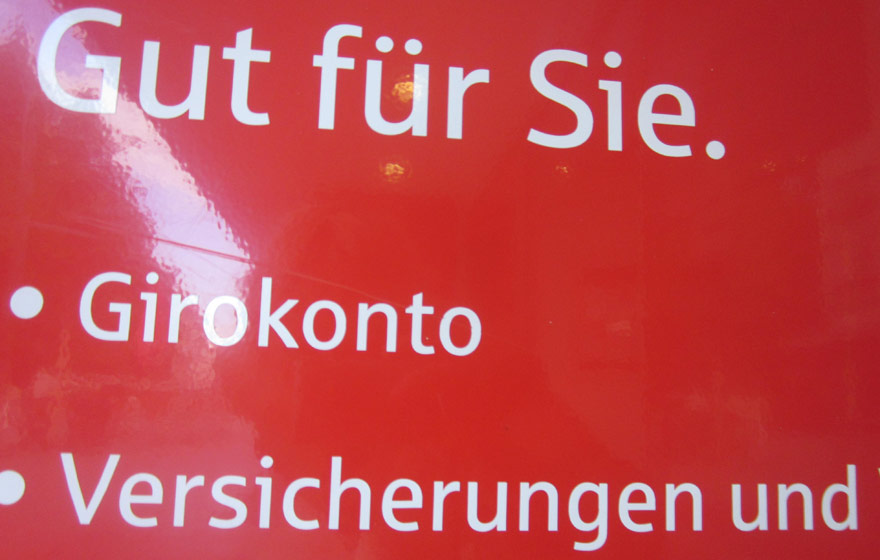 Gut für Sie.
• Girokonto
• Versicherungen und